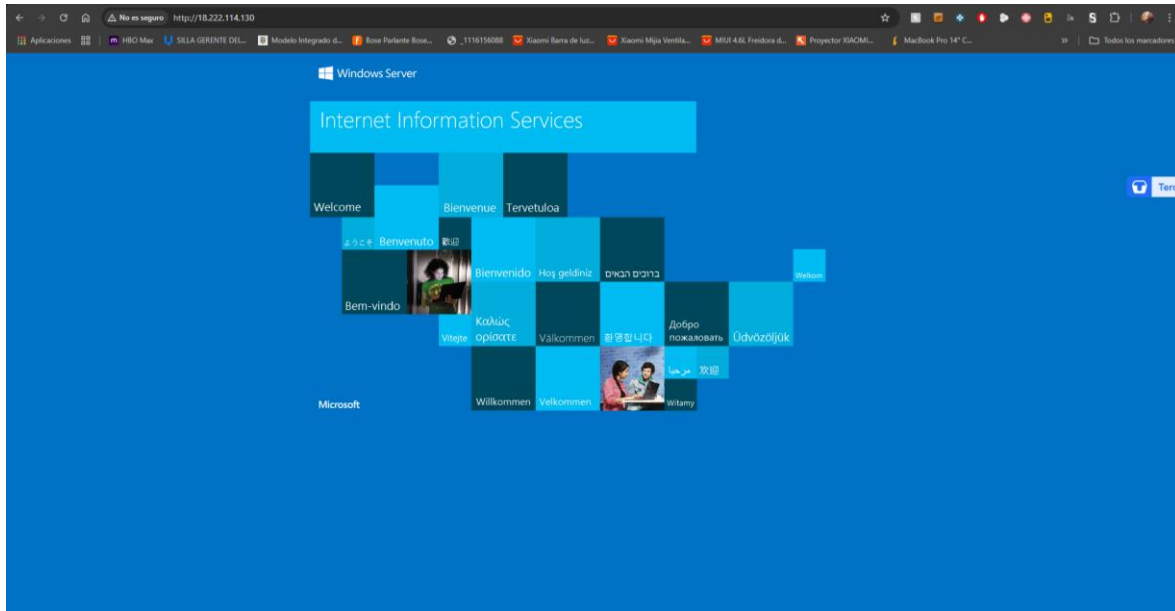 No es seguro http://18.222.114.130
Aplicaciones HBO Max SILLA GERENTE DEL... Modelo Integrado d... Bose Parlante Bose... _1116156088 Xiaomi Barra de luz... Xiaomi Mijia Ventila... MIUI 4.6L Freidora d... Proyector XIAOMI... MacBook Pro 14" C... » Todos los marcadores
Windows Server
Internet Information Services
Terc
Welcome Bienvenue Tervetuloa
ようこそ Benvenuto 歡迎
Bienvenido Hoş geldiniz ברוכים הבאים Welkom
Bem-vindo
Vítejte Καλώς ορίσατε Välkommen 환영합니다 Добро пожаловать Üdvözöljük
مرحبا 欢迎
Microsoft Willkommen Velkommen Witamy